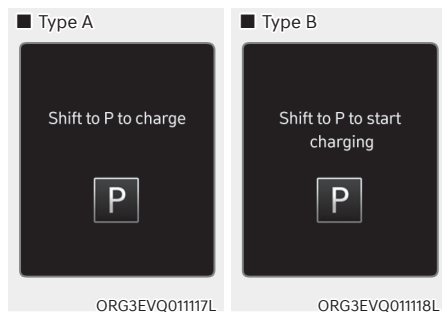 ■ Type A
Shift to P to charge
P
ORG3EVQ011117L
■ Type B
Shift to P to start
charging
P
ORG3EVQ011118L